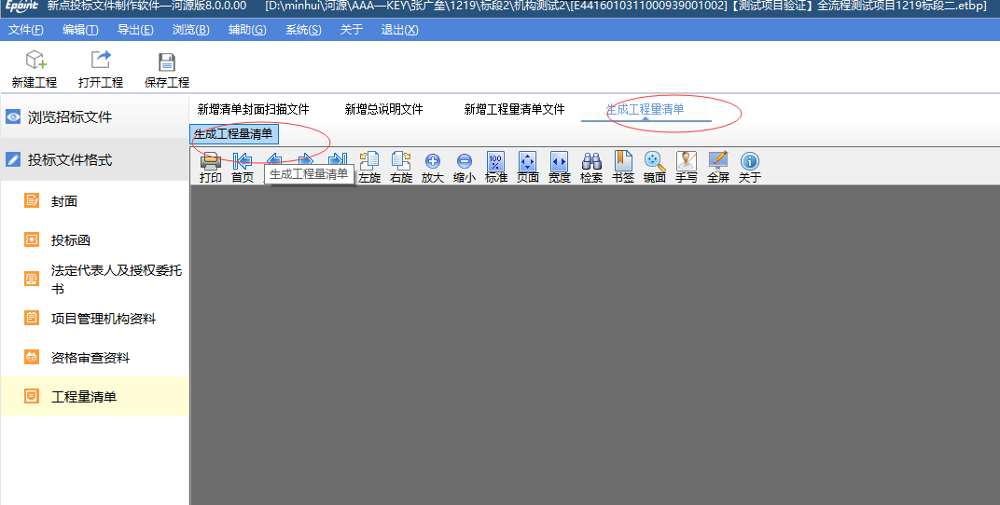 Epoint 新点投标文件制作软件—河源版8.0.0.00 [D:\minhui\河源\AAA—KEY\张广垒\1219\标段2\机构测试2\[E4416010311000939001002]【测试项目验证】全流程测试项目1219标段二.etbp]
文件(F) 编辑(T) 导出(E) 浏览(B) 辅助(G) 系统(S) 关于 退出(X)
新建工程 打开工程 保存工程
浏览招标文件
投标文件格式
封面
投标函
法定代表人及授权委托
书
项目管理机构资料
资格审查资料
工程量清单
新增清单封面扫描文件 新增总说明文件 新增工程量清单文件 生成工程量清单
生成工程量清单
100
%
打印 首页 左旋 右旋 放大 缩小 标准 页面 宽度 检索 书签 镜面 手写 全屏 关于
生成工程量清单